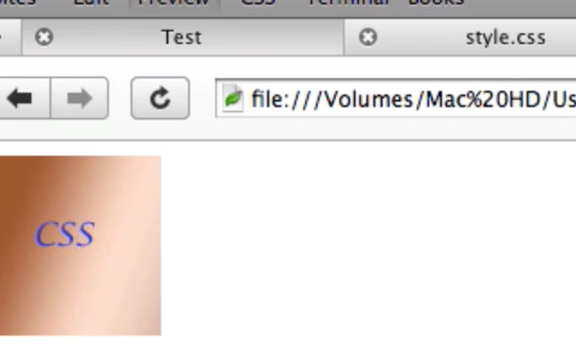 Edit Preview CSS Terminal Books
Test style.css
file:///Volumes/Mac%20HD/Us
CSS